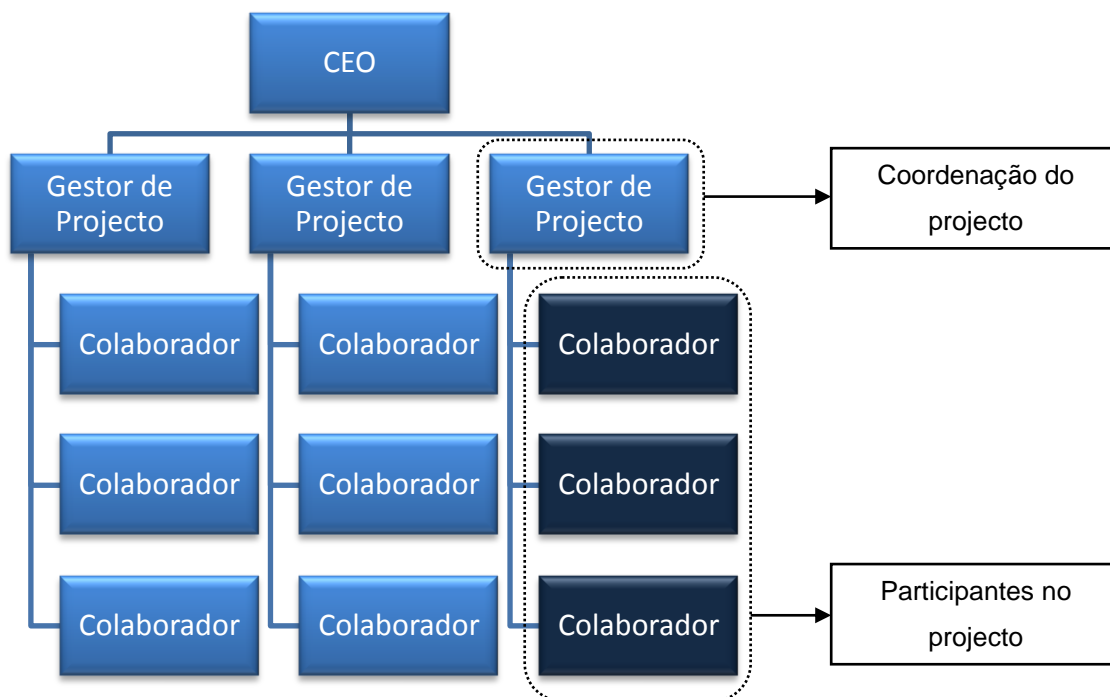 CEO
Gestor de
Projecto
Gestor de
Projecto
Gestor de
Projecto
Coordenação do
projecto
Colaborador
Colaborador
Colaborador
Colaborador
Colaborador
Colaborador
Colaborador
Colaborador
Colaborador
Participantes no
projecto